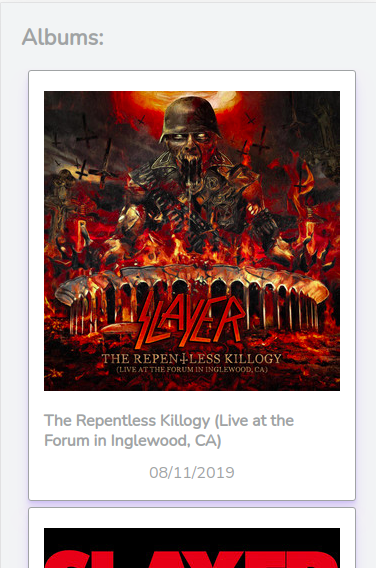 Albums:
SLAYER
THE REPENTLESS KILLOGY
(LIVE AT THE FORUM IN INGLEWOOD, CA)
The Repentless Killogy (Live at the
Forum in Inglewood, CA)
08/11/2019
SLAYER